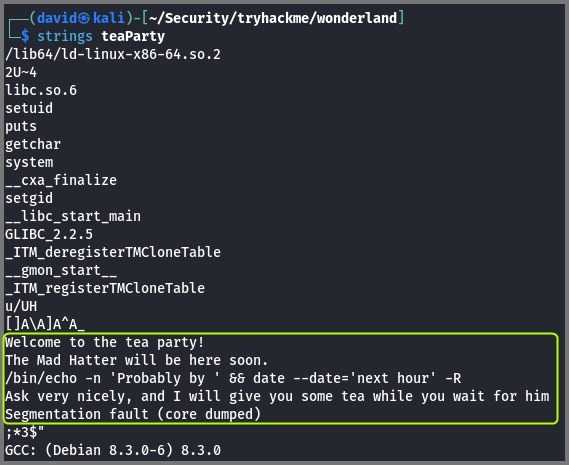 ┌──(david㉿kali)-[~/Security/tryhackme/wonderland]
└─$ strings teaParty
/lib64/ld-linux-x86-64.so.2
2U~4
libc.so.6
setuid
puts
getchar
system
__cxa_finalize
setgid
__libc_start_main
GLIBC_2.2.5
_ITM_deregisterTMCloneTable
__gmon_start__
_ITM_registerTMCloneTable
u/UH
[]A\A]A^A_
Welcome to the tea party!
The Mad Hatter will be here soon.
/bin/echo -n 'Probably by ' && date --date='next hour' -R
Ask very nicely, and I will give you some tea while you wait for him
Segmentation fault (core dumped)
;*3$"
GCC: (Debian 8.3.0-6) 8.3.0